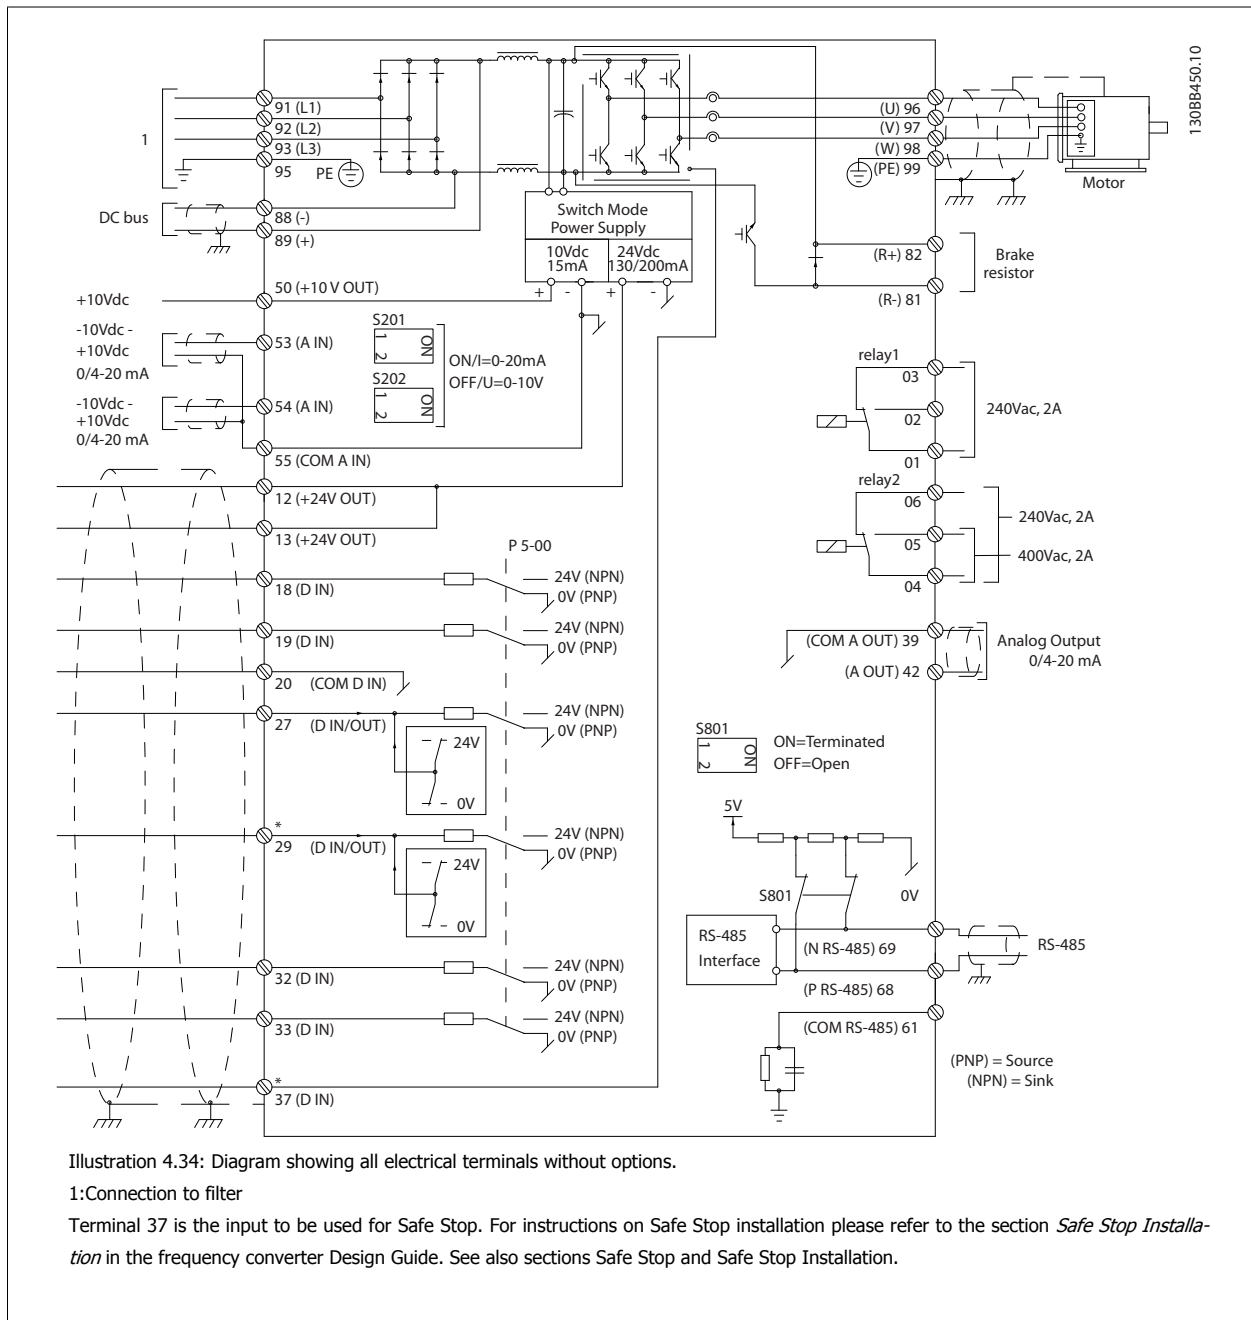 130BB450.10
1
91 (L1)
92 (L2)
93 (L3)
95
PE
(U) 96
(V) 97
(W) 98
(PE) 99
Motor
DC bus
88 (-)
89 (+)
Switch Mode
Power Supply
10Vdc
15mA
24Vdc
130/200mA
+ - + -
(R+) 82
(R-) 81
Brake
resistor
+10Vdc
50 (+10 V OUT)
-10Vdc -
+10Vdc
0/4-20 mA
53 (A IN)
S201
1
2
ON
S202
1
2
ON
ON/I=0-20mA
OFF/U=0-10V
-10Vdc -
+10Vdc
0/4-20 mA
54 (A IN)
55 (COM A IN)
12 (+24V OUT)
13 (+24V OUT)
relay1
03
02
01
240Vac, 2A
relay2
06
05
04
240Vac, 2A
400Vac, 2A
P 5-00
18 (D IN)
24V (NPN)
0V (PNP)
19 (D IN)
24V (NPN)
0V (PNP)
20 (COM D IN)
27 (D IN/OUT)
24V (NPN)
0V (PNP)
24V
0V
*
29 (D IN/OUT)
24V (NPN)
0V (PNP)
24V
0V
32 (D IN)
24V (NPN)
0V (PNP)
33 (D IN)
24V (NPN)
0V (PNP)
*
37 (D IN)
(COM A OUT) 39
(A OUT) 42
Analog Output
0/4-20 mA
S801
1
2
ON
ON=Terminated
OFF=Open
5V
S801
0V
RS-485
Interface
(N RS-485) 69
(P RS-485) 68
(COM RS-485) 61
RS-485
(PNP) = Source
(NPN) = Sink
Illustration 4.34: Diagram showing all electrical terminals without options.
1:Connection to filter
Terminal 37 is the input to be used for Safe Stop. For instructions on Safe Stop installation please refer to the section Safe Stop Installa-
tion in the frequency converter Design Guide. See also sections Safe Stop and Safe Stop Installation.